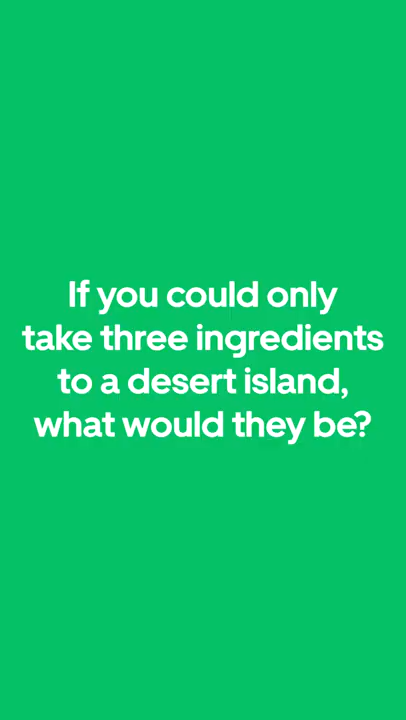 If you could only
take three ingredients
to a desert island,
what would they be?